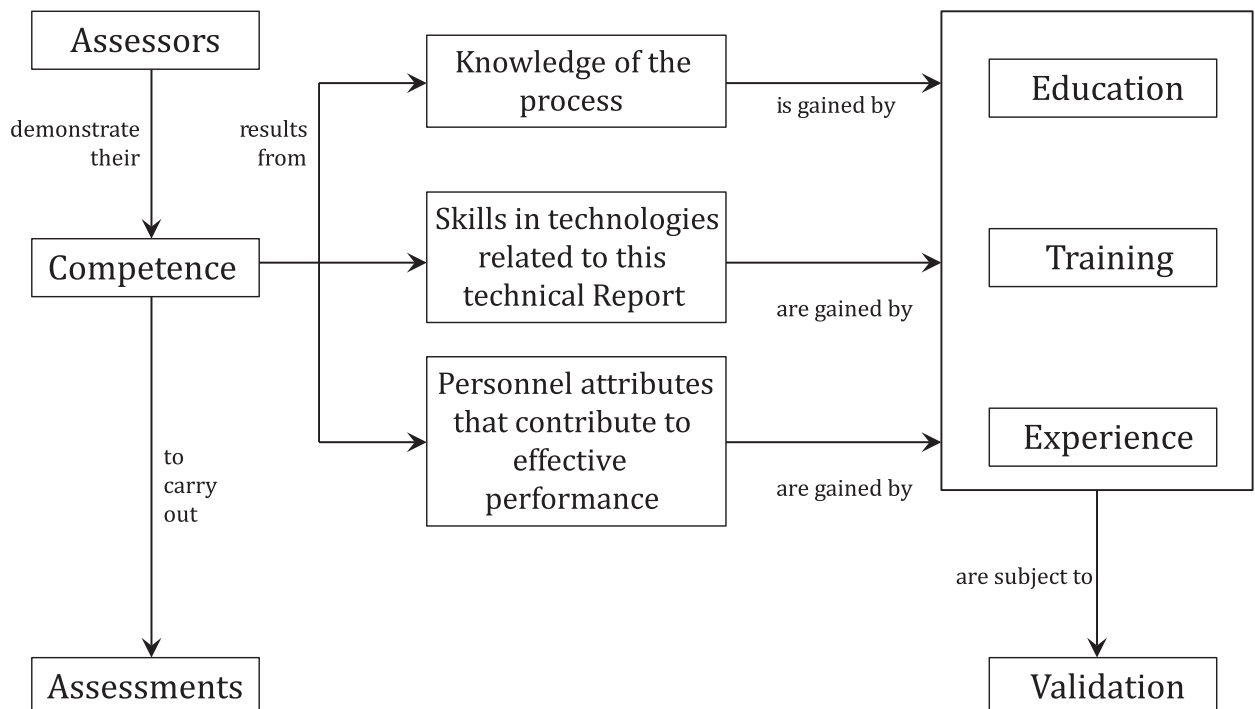 Assessors
demonstrate
their
Competence
to
carry
out
Assessments
results
from
Knowledge of the
process
Skills in technologies
related to this
technical Report
Personnel attributes
that contribute to
effective
performance
is gained by
are gained by
are gained by
Education
Training
Experience
are subject to
Validation